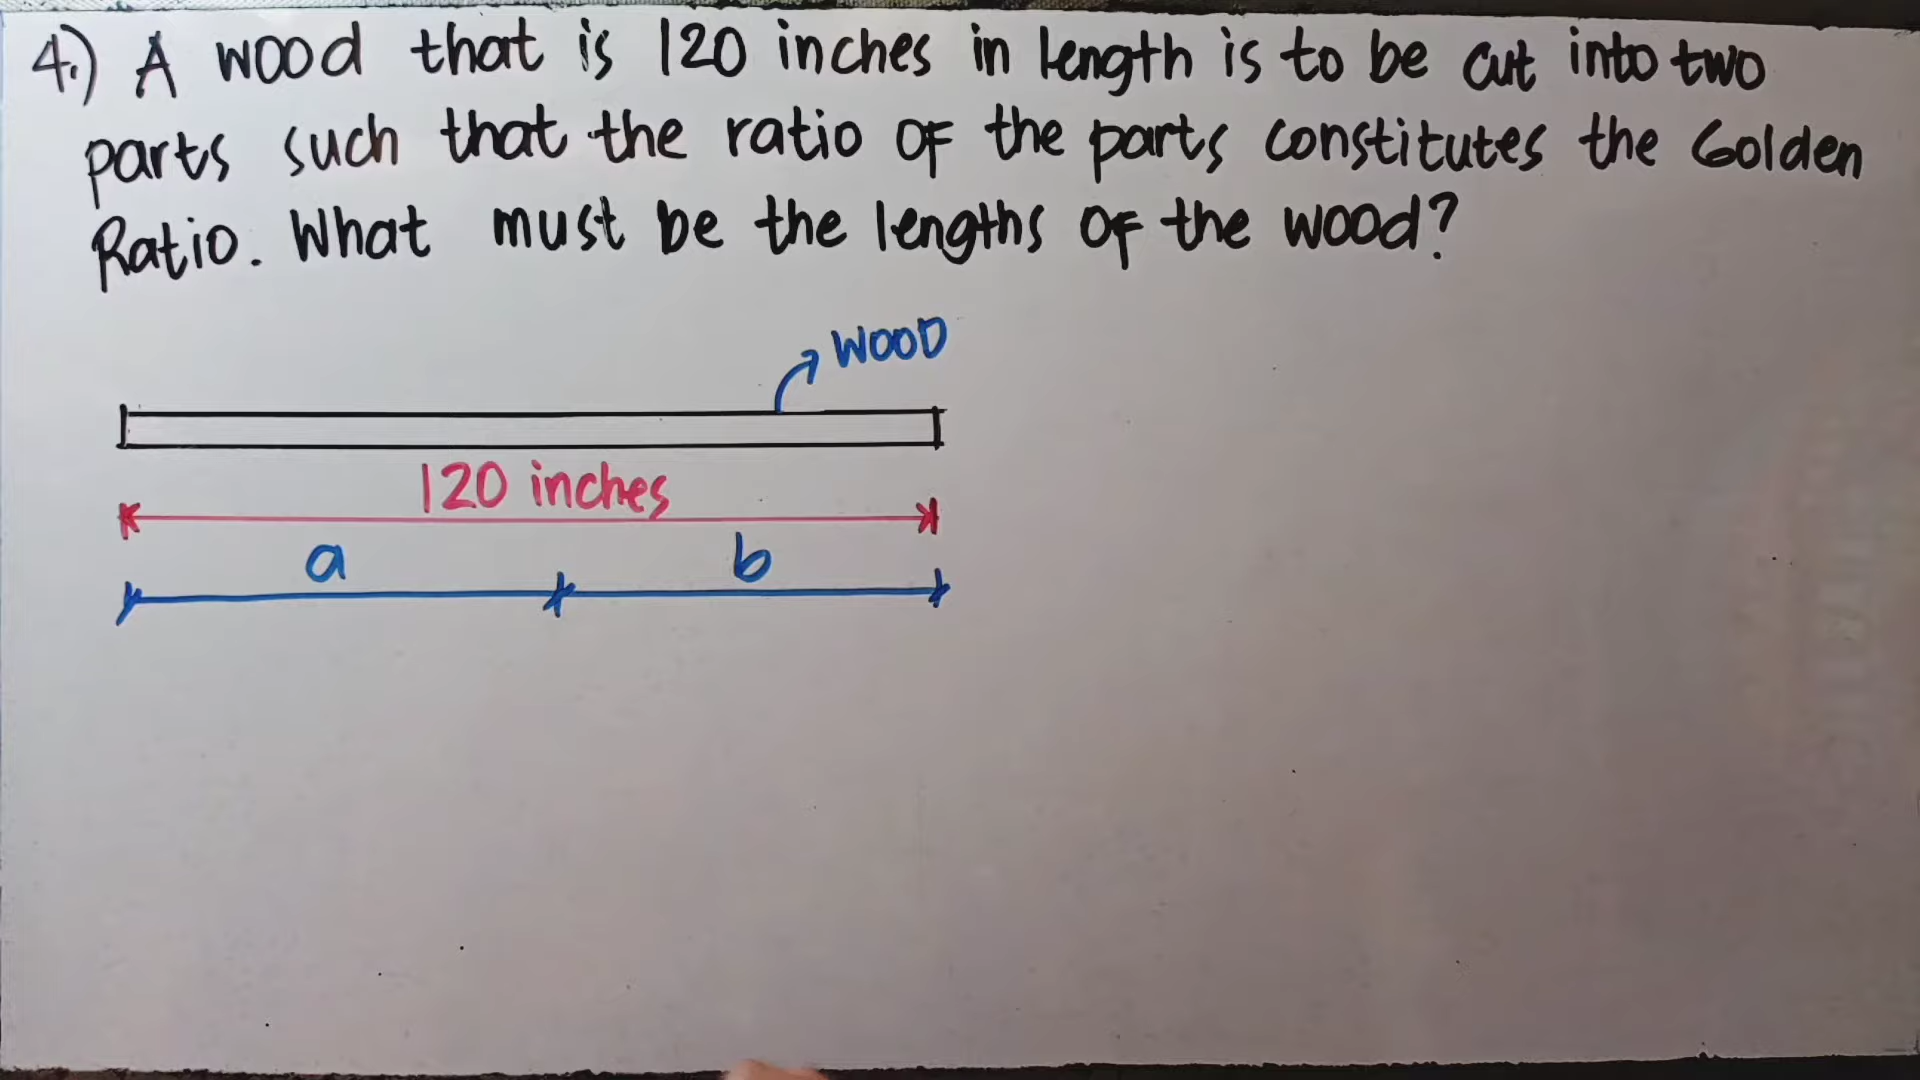 4.) A wood that is 120 inches in length is to be cut into two
parts such that the ratio of the parts constitutes the Golden
Ratio. What must be the lengths of the wood?
WOOD
120 inches
a b